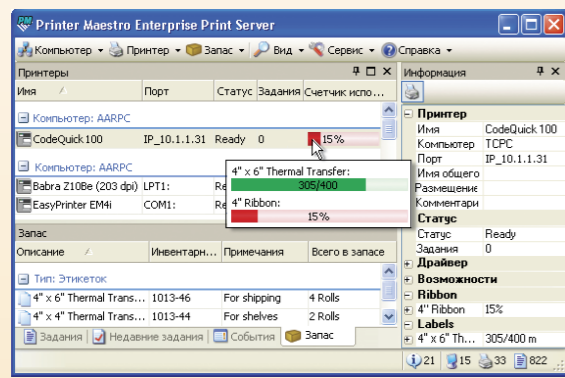 Printer Maestro Enterprise Print Server
Компьютер Принтер Запас Вид Сервис Справка
Принтеры
Имя Порт Статус Задания Счетчик испо...
Компьютер: AARPC
CodeQuick 100 IP_10.1.1.31 Ready 0 15%
Компьютер: AARPC
Babra Z10Be (203 dpi) LPT1: Re
EasyPrinter EM4i COM1: Re
4" x 6" Thermal Transfer:
305/400
4" Ribbon:
15%
Запас
Описание Инвентарн... Примечания Всего в запасе
Тип: Этикеток
4" x 6" Thermal Trans... 1013-46 For shipping 4 Rolls
4" x 4" Thermal Trans... 1013-44 For shelves 2 Rolls
Задания Недавние задания События Запас
Информация
Принтер
Имя CodeQuick 100
Компьютер TCPC
Порт IP_10.1.1.31
Имя общего
Размещение
Комментари
Статус
Статус Ready
Задания 0
Драйвер
Возможности
Ribbon
4'' Ribbon 15%
Labels
4" x 6" Th... 305/400 m
21 15 33 822